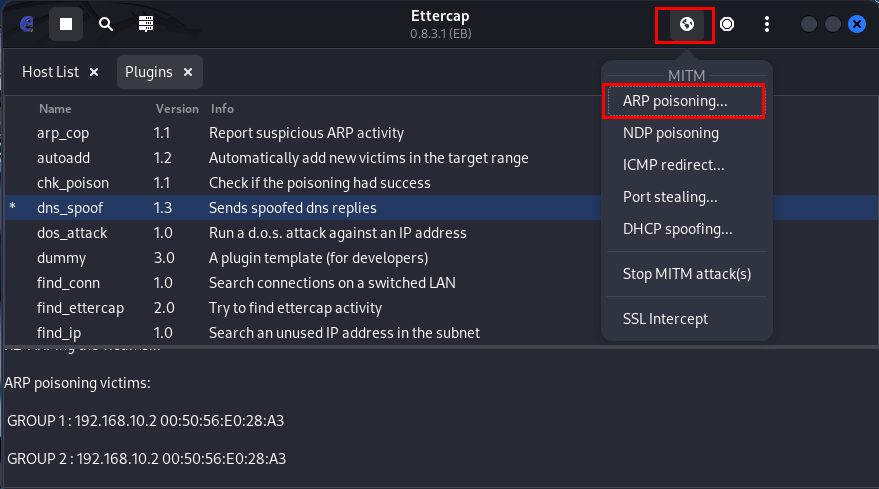 Ettercap
0.8.3.1 (EB)
Host List ×
Plugins ×
Name Version Info
arp_cop 1.1 Report suspicious ARP activity
autoadd 1.2 Automatically add new victims in the target range
chk_poison 1.1 Check if the poisoning had success
* dns_spoof 1.3 Sends spoofed dns replies
dos_attack 1.0 Run a d.o.s. attack against an IP address
dummy 3.0 A plugin template (for developers)
find_conn 1.0 Search connections on a switched LAN
find_ettercap 2.0 Try to find ettercap activity
find_ip 1.0 Search an unused IP address in the subnet
MITM
ARP poisoning...
NDP poisoning
ICMP redirect...
Port stealing...
DHCP spoofing...
Stop MITM attack(s)
SSL Intercept
ARP poisoning victims:
GROUP 1 : 192.168.10.2 00:50:56:E0:28:A3
GROUP 2 : 192.168.10.2 00:50:56:E0:28:A3